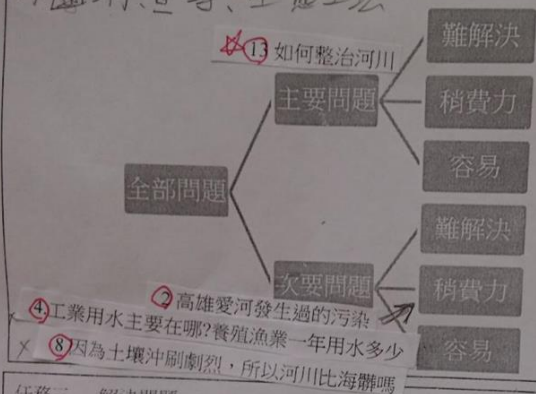 難解決
⑬如何整治河川
主要問題
稍費力
容易
全部問題
難解決
次要問題
稍費力
②高雄愛河發生過的污染
④工業用水主要在哪?養殖漁業一年用水多少
容易
⑧因為土壤沖刷劇烈，所以河川比海髒嗎